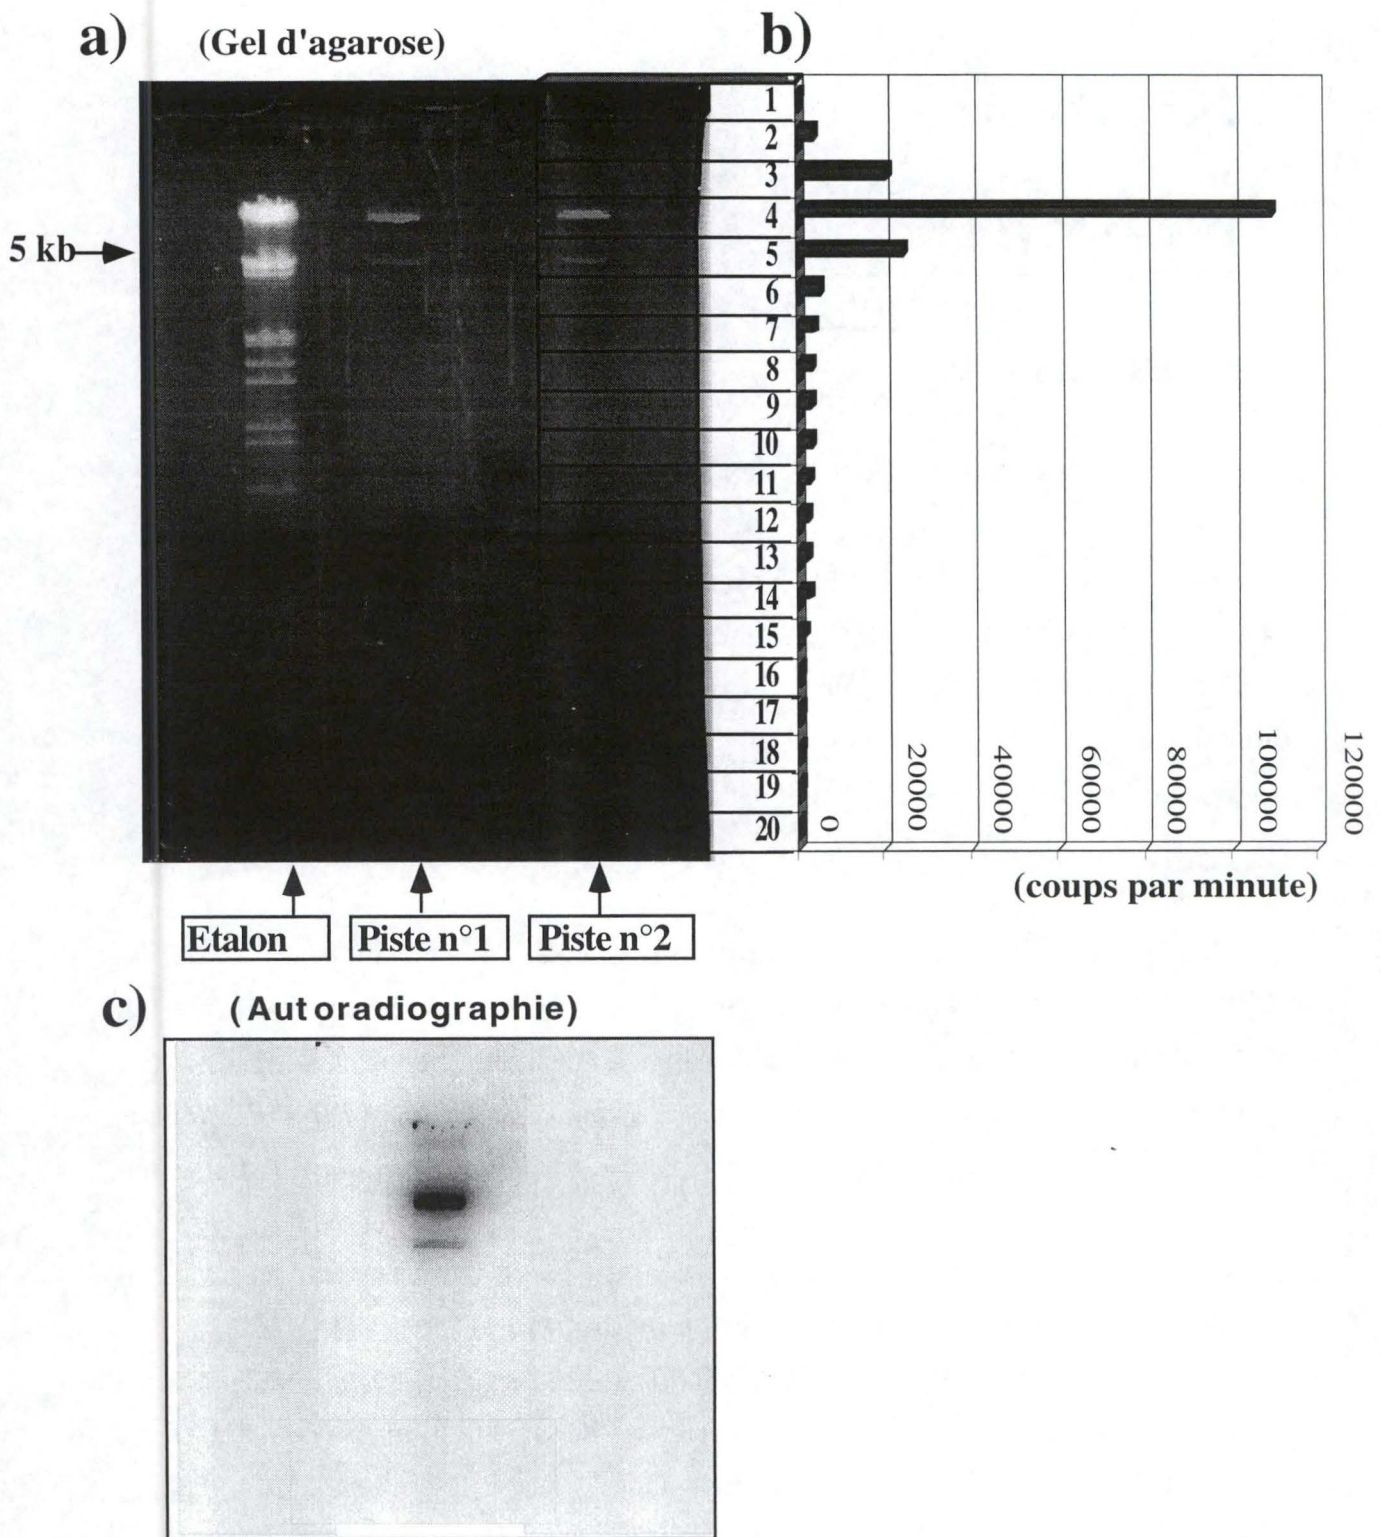 a)
(Gel d'agarose)
b)
5 kb
1
2
3
4
5
6
7
8
9
10
11
12
13
14
15
16
17
18
19
20
0
20000
40000
60000
80000
100000
120000
(coups par minute)
Etalon
Piste n°1
Piste n°2
c)
(Autoradiographie)